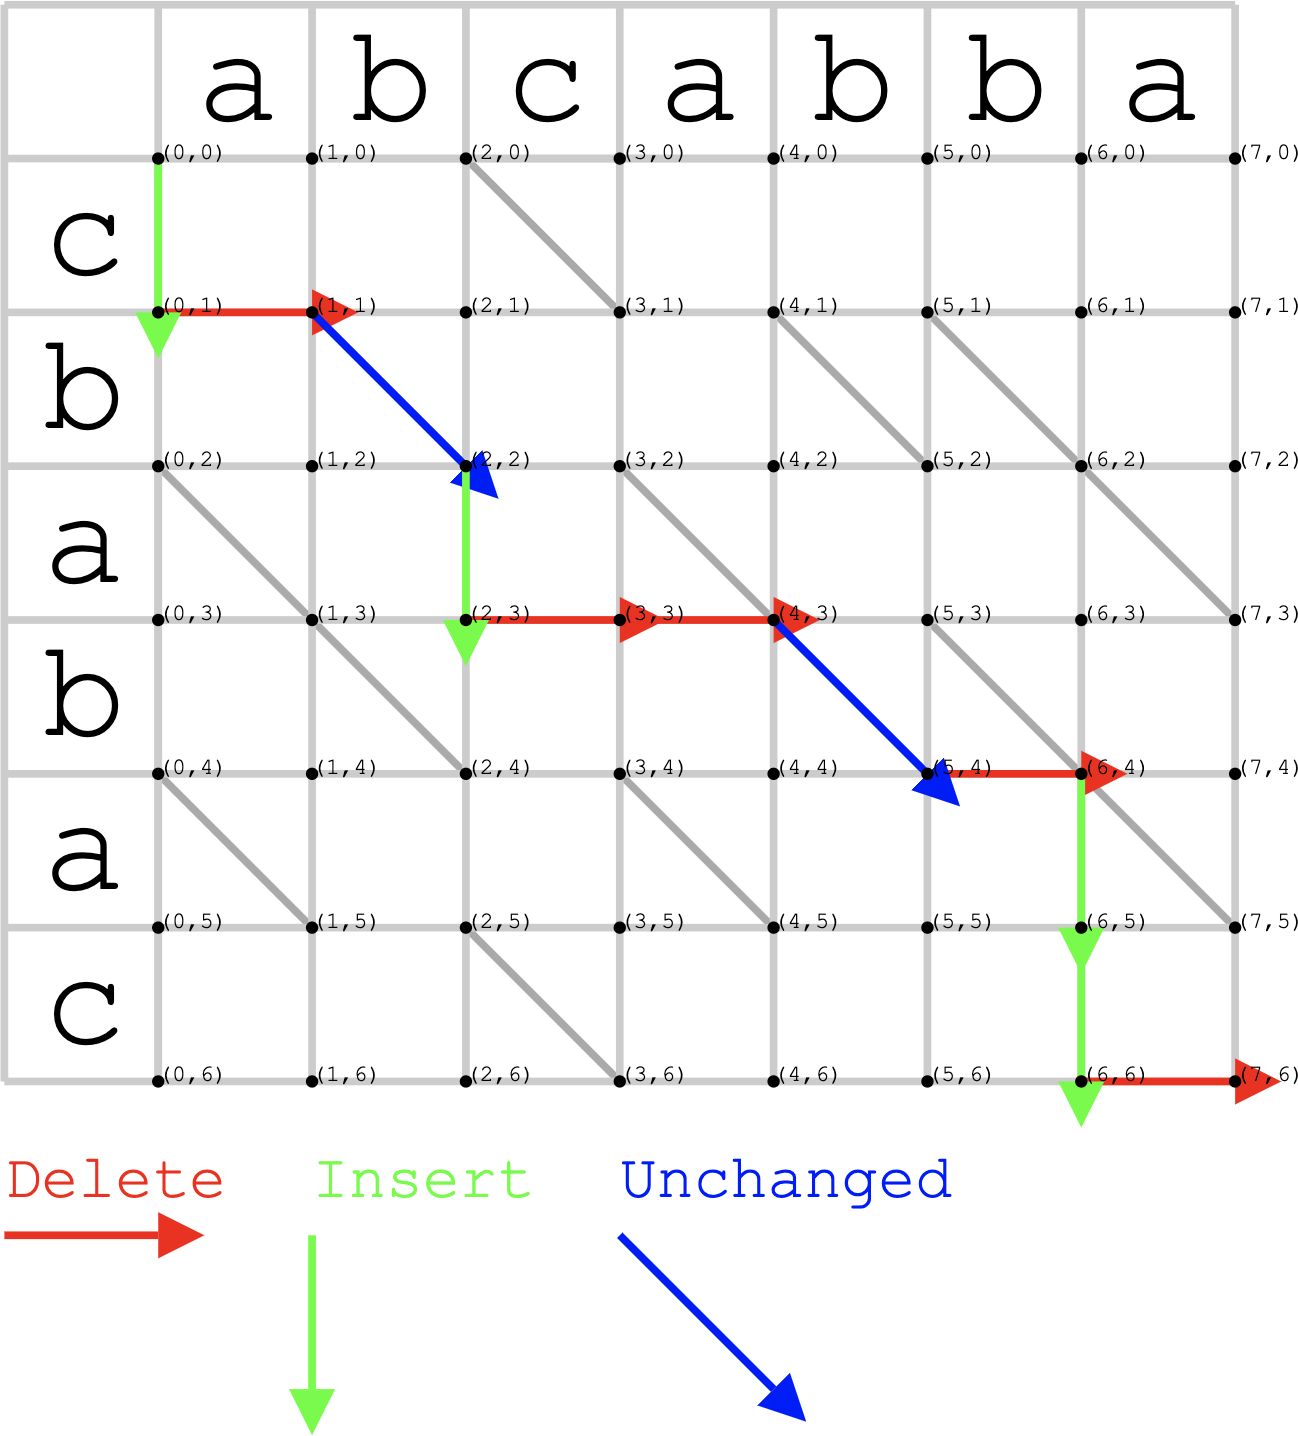 a b c a b b a
(0,0) (1,0) (2,0) (3,0) (4,0) (5,0) (6,0) (7,0)
c
(0,1) (1,1) (2,1) (3,1) (4,1) (5,1) (6,1) (7,1)
b
(0,2) (1,2) (2,2) (3,2) (4,2) (5,2) (6,2) (7,2)
a
(0,3) (1,3) (2,3) (3,3) (4,3) (5,3) (6,3) (7,3)
b
(0,4) (1,4) (2,4) (3,4) (4,4) (5,4) (6,4) (7,4)
a
(0,5) (1,5) (2,5) (3,5) (4,5) (5,5) (6,5) (7,5)
c
(0,6) (1,6) (2,6) (3,6) (4,6) (5,6) (6,6) (7,6)
Delete Insert Unchanged